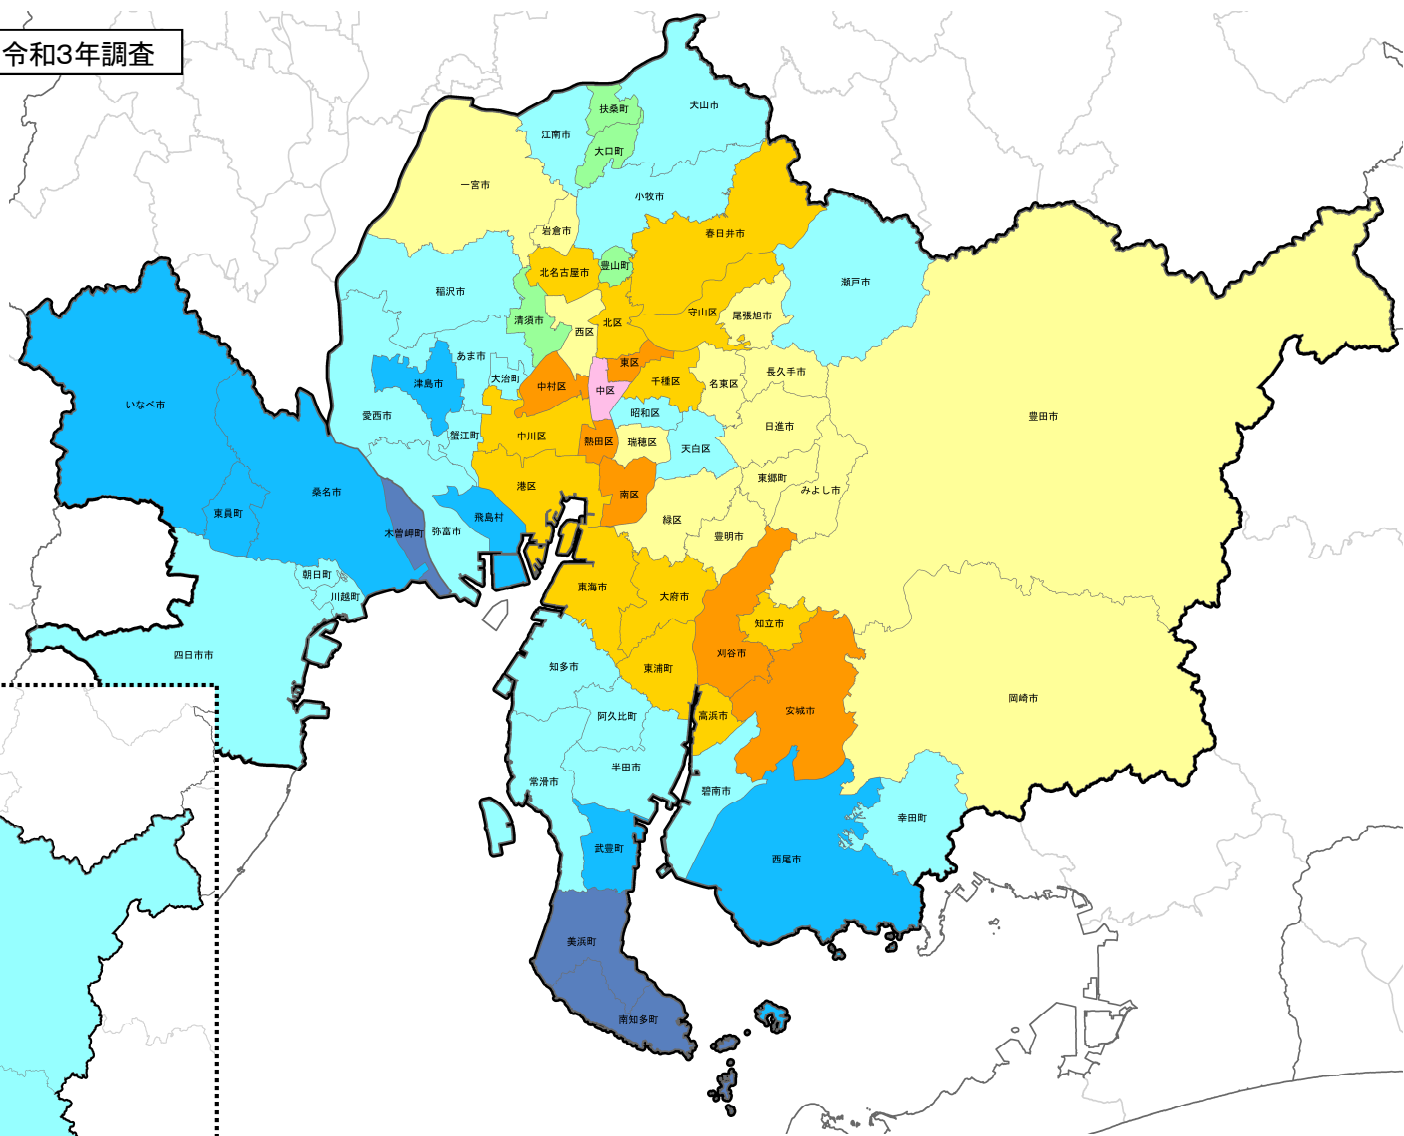 令和3年調査
扶桑町
犬山市
江南市
大口町
一宮市
小牧市
岩倉市
春日井市
北名古屋市
豊山町
瀬戸市
稲沢市
清須市
西区
北区
守山区
尾張旭市
あま市
東区
長久手市
大治町
津島市
中村区
中区
千種区
名東区
いなべ市
愛西市
昭和区
豊田市
蟹江町
中川区
熱田区
瑞穂区
天白区
日進市
東郷町
みよし市
桑名市
港区
南区
東員町
木曽岬町
弥富市
飛島村
緑区
豊明市
朝日町
川越町
東海市
大府市
知立市
四日市市
知多市
東浦町
刈谷市
岡崎市
阿久比町
高浜市
安城市
常滑市
半田市
碧南市
幸田町
武豊町
西尾市
美浜町
南知多町